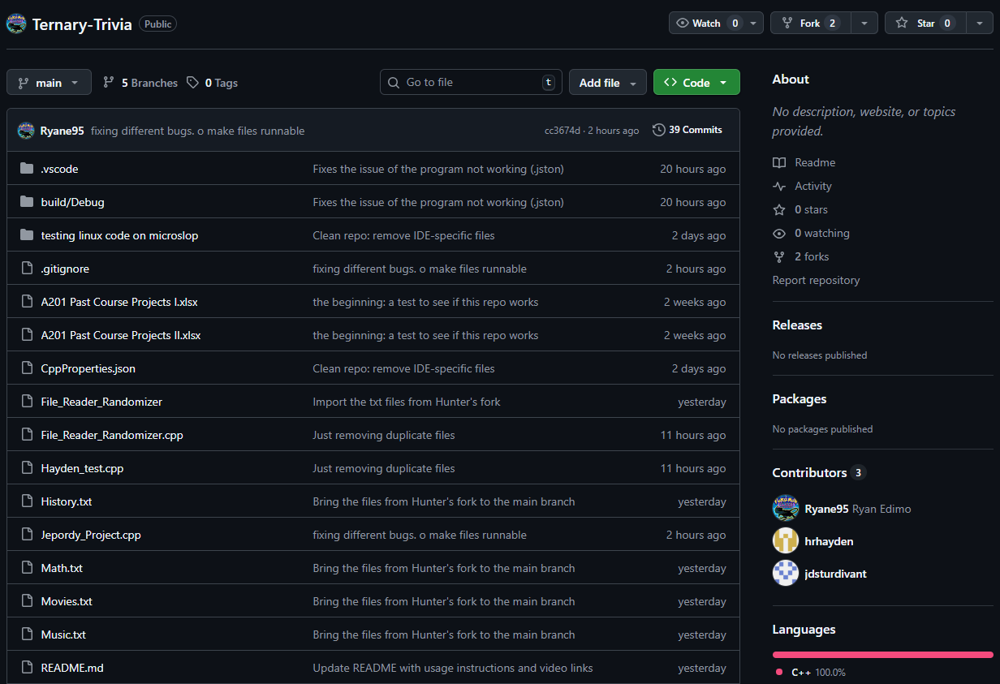 Ternary-Trivia Public Watch 0 Fork 2 Star 0
main 5 Branches 0 Tags Go to file t Add file Code
Ryane95 fixing different bugs. o make files runnable cc3674d · 2 hours ago 39 Commits
.vscode Fixes the issue of the program not working (.jston) 20 hours ago
build/Debug Fixes the issue of the program not working (.jston) 20 hours ago
testing linux code on microslop Clean repo: remove IDE-specific files 2 days ago
.gitignore fixing different bugs. o make files runnable 2 hours ago
A201 Past Course Projects I.xlsx the beginning: a test to see if this repo works 2 weeks ago
A201 Past Course Projects II.xlsx the beginning: a test to see if this repo works 2 weeks ago
CppProperties.json Clean repo: remove IDE-specific files 2 days ago
File_Reader_Randomizer Import the txt files from Hunter's fork yesterday
File_Reader_Randomizer.cpp Just removing duplicate files 11 hours ago
Hayden_test.cpp Just removing duplicate files 11 hours ago
History.txt Bring the files from Hunter's fork to the main branch yesterday
Jepordy_Project.cpp fixing different bugs. o make files runnable 2 hours ago
Math.txt Bring the files from Hunter's fork to the main branch yesterday
Movies.txt Bring the files from Hunter's fork to the main branch yesterday
Music.txt Bring the files from Hunter's fork to the main branch yesterday
README.md Update README with usage instructions and video links yesterday
About
No description, website, or topics
provided.
Readme
Activity
0 stars
0 watching
2 forks
Report repository
Releases
No releases published
Packages
No packages published
Contributors 3
Ryane95 Ryan Edimo
hrhayden
jdsturdivant
Languages
C++ 100.0%